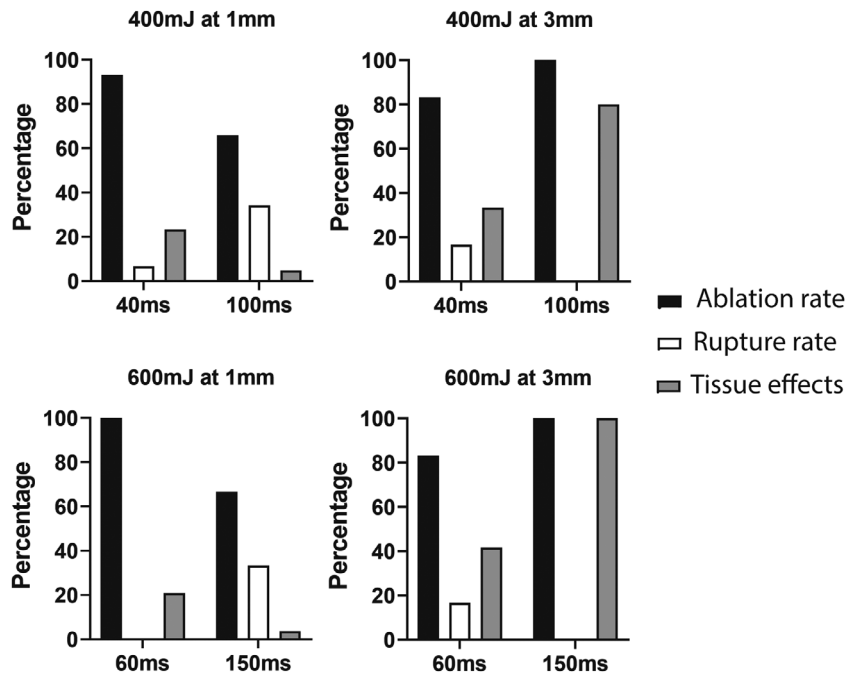 400mJ at 1mm
Percentage
100
80
60
40
20
0
40ms 100ms
400mJ at 3mm
Percentage
100
80
60
40
20
0
40ms 100ms
Ablation rate
Rupture rate
Tissue effects
600mJ at 1mm
Percentage
100
80
60
40
20
0
60ms 150ms
600mJ at 3mm
Percentage
100
80
60
40
20
0
60ms 150ms